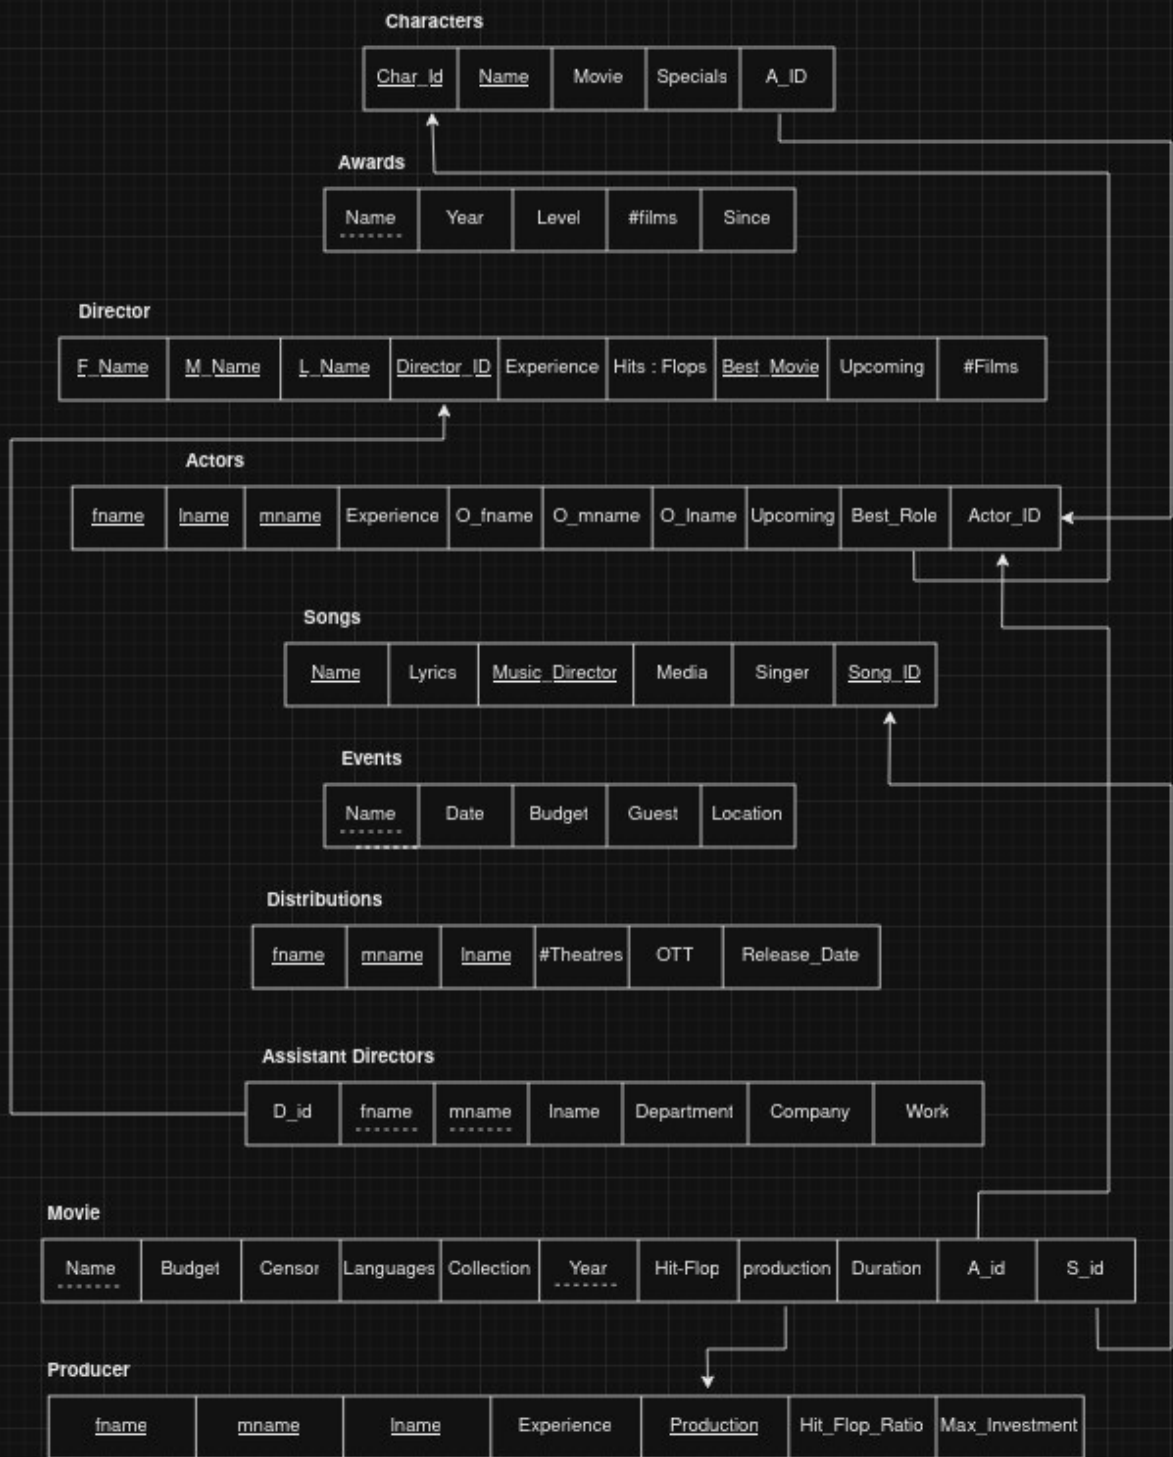 Characters
Char_Id Name Movie Specials A_ID
Awards
Name Year Level #films Since
Director
F_Name M_Name L_Name Director_ID Experience Hits : Flops Best_Movie Upcoming #Films
Actors
fname lname mname Experience O_fname O_mname O_lname Upcoming Best_Role Actor_ID
Songs
Name Lyrics Music_Director Media Singer Song_ID
Events
Name Date Budget Guest Location
Distributions
fname mname lname #Theatres OTT Release_Date
Assistant Directors
D_id fname mname lname Department Company Work
Movie
Name Budget Censor Languages Collection Year Hit-Flop production Duration A_id S_id
Producer
fname mname lname Experience Production Hit_Flop_Ratio Max_Investment